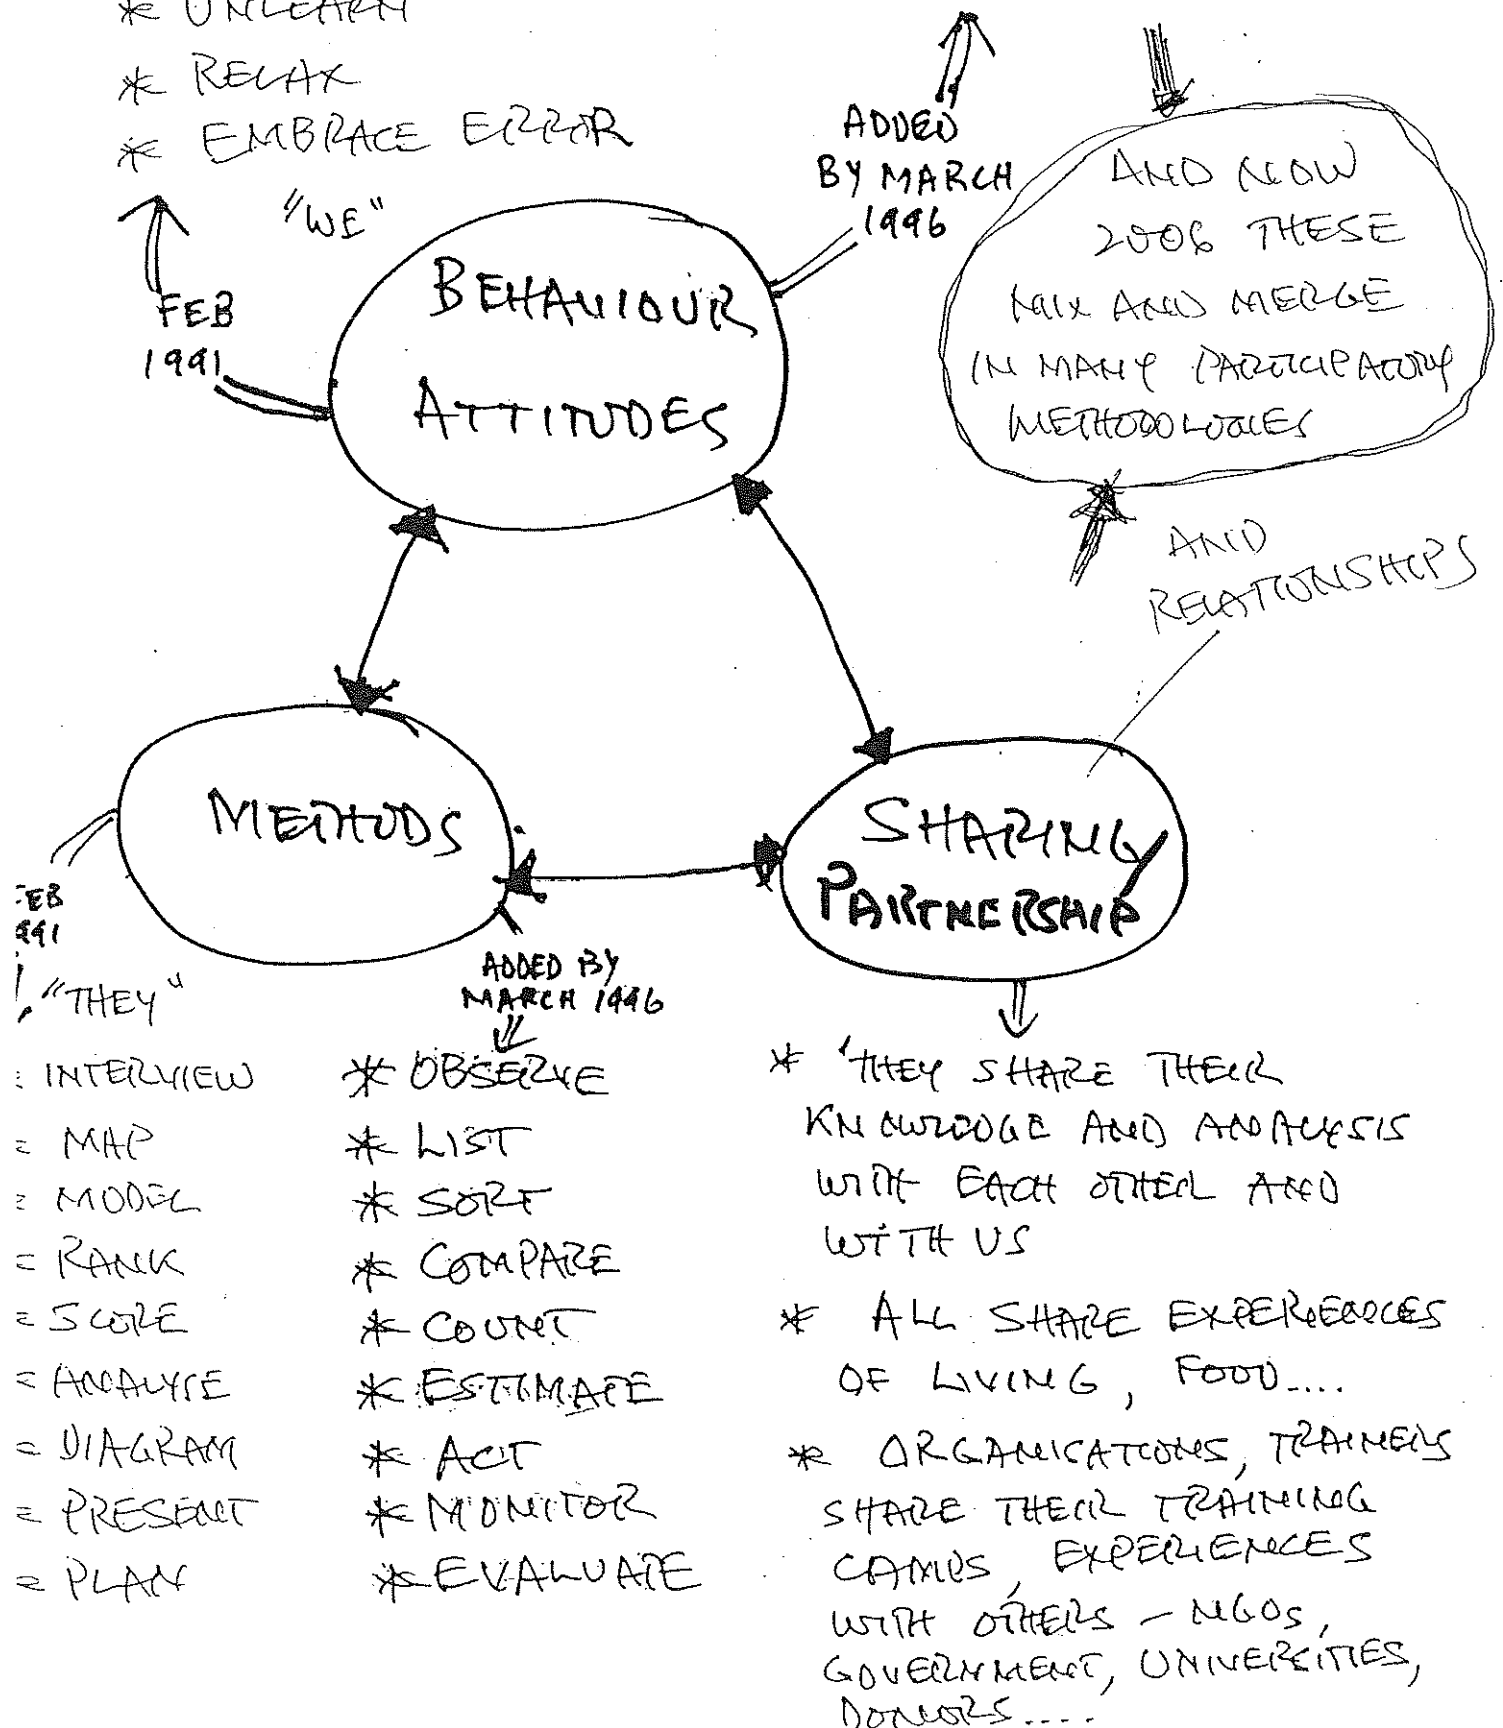 * UNLEARN
* RELAX
* EMBRACE ERROR
"WE"
FEB
1991
ADDED
BY MARCH
1996
AND NOW
2006 THESE
MIX AND MERGE
IN MANY PARTICIPATORY
METHODOLOGIES
BEHAVIOUR
ATTITUDES
AND
RELATIONSHIPS
METHODS
SHARING/
PARTNERSHIP
FEB
991
"THEY"
ADDED BY
MARCH 1996
: INTERVIEW
= MAP
= MODEL
= RANK
= SCORE
= ANALYSE
= DIAGRAM
= PRESENT
= PLAN
* OBSERVE
* LIST
* SORT
* COMPARE
* COUNT
* ESTIMATE
* ACT
* MONITOR
* EVALUATE
* 'THEY SHARE THEIR
KNOWLEDGE AND ANALYSIS
WITH EACH OTHER AND
WITH US
* ALL SHARE EXPERIENCES
OF LIVING, FOOD....
* ORGANISATIONS, TRAINERS
SHARE THEIR TRAINING
CAMPS, EXPERIENCES
WITH OTHERS - NGOS,
GOVERNMENT, UNIVERSITIES,
DONORS....